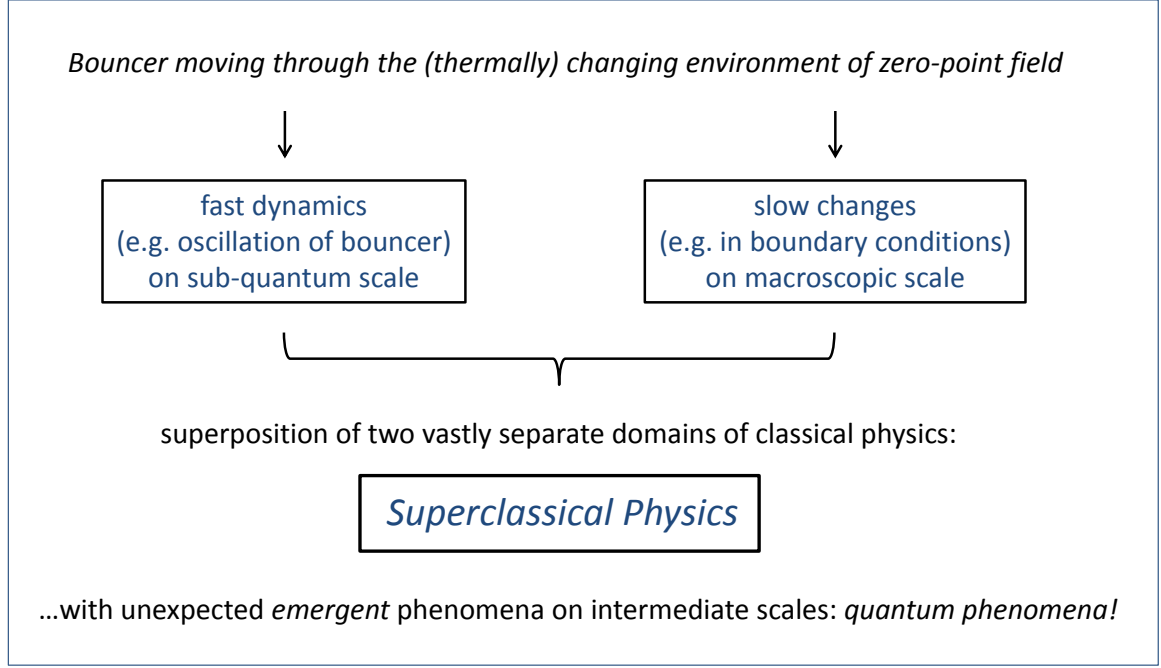 Bouncer moving through the (thermally) changing environment of zero-point field
fast dynamics
(e.g. oscillation of bouncer)
on sub-quantum scale
slow changes
(e.g. in boundary conditions)
on macroscopic scale
superposition of two vastly separate domains of classical physics:
Superclassical Physics
…with unexpected emergent phenomena on intermediate scales: quantum phenomena!